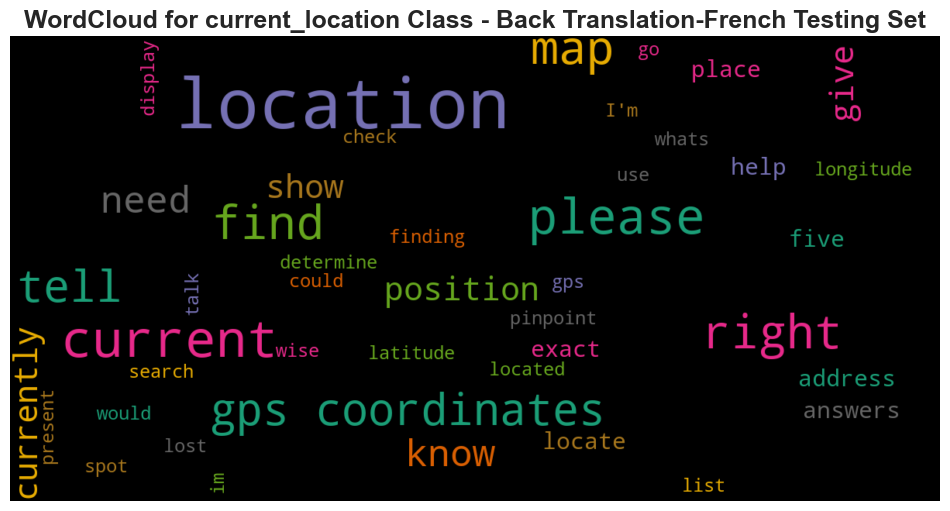 WordCloud for current_location Class - Back Translation-French Testing Set
display
location
map
go
place
give
I'm
check
whats
use
help
longitude
need
show
find
please
five
finding
determine
could
tell
talk
position
gps
pinpoint
current
wise
latitude
exact
located
right
currently
present
search
would
gps coordinates
address
answers
lost
know
locate
spot
im
list